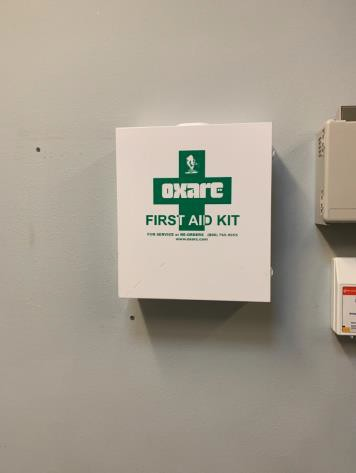 oxarc
FIRST AID KIT
FOR SERVICE or RE-ORDERS
www.oxarc.com